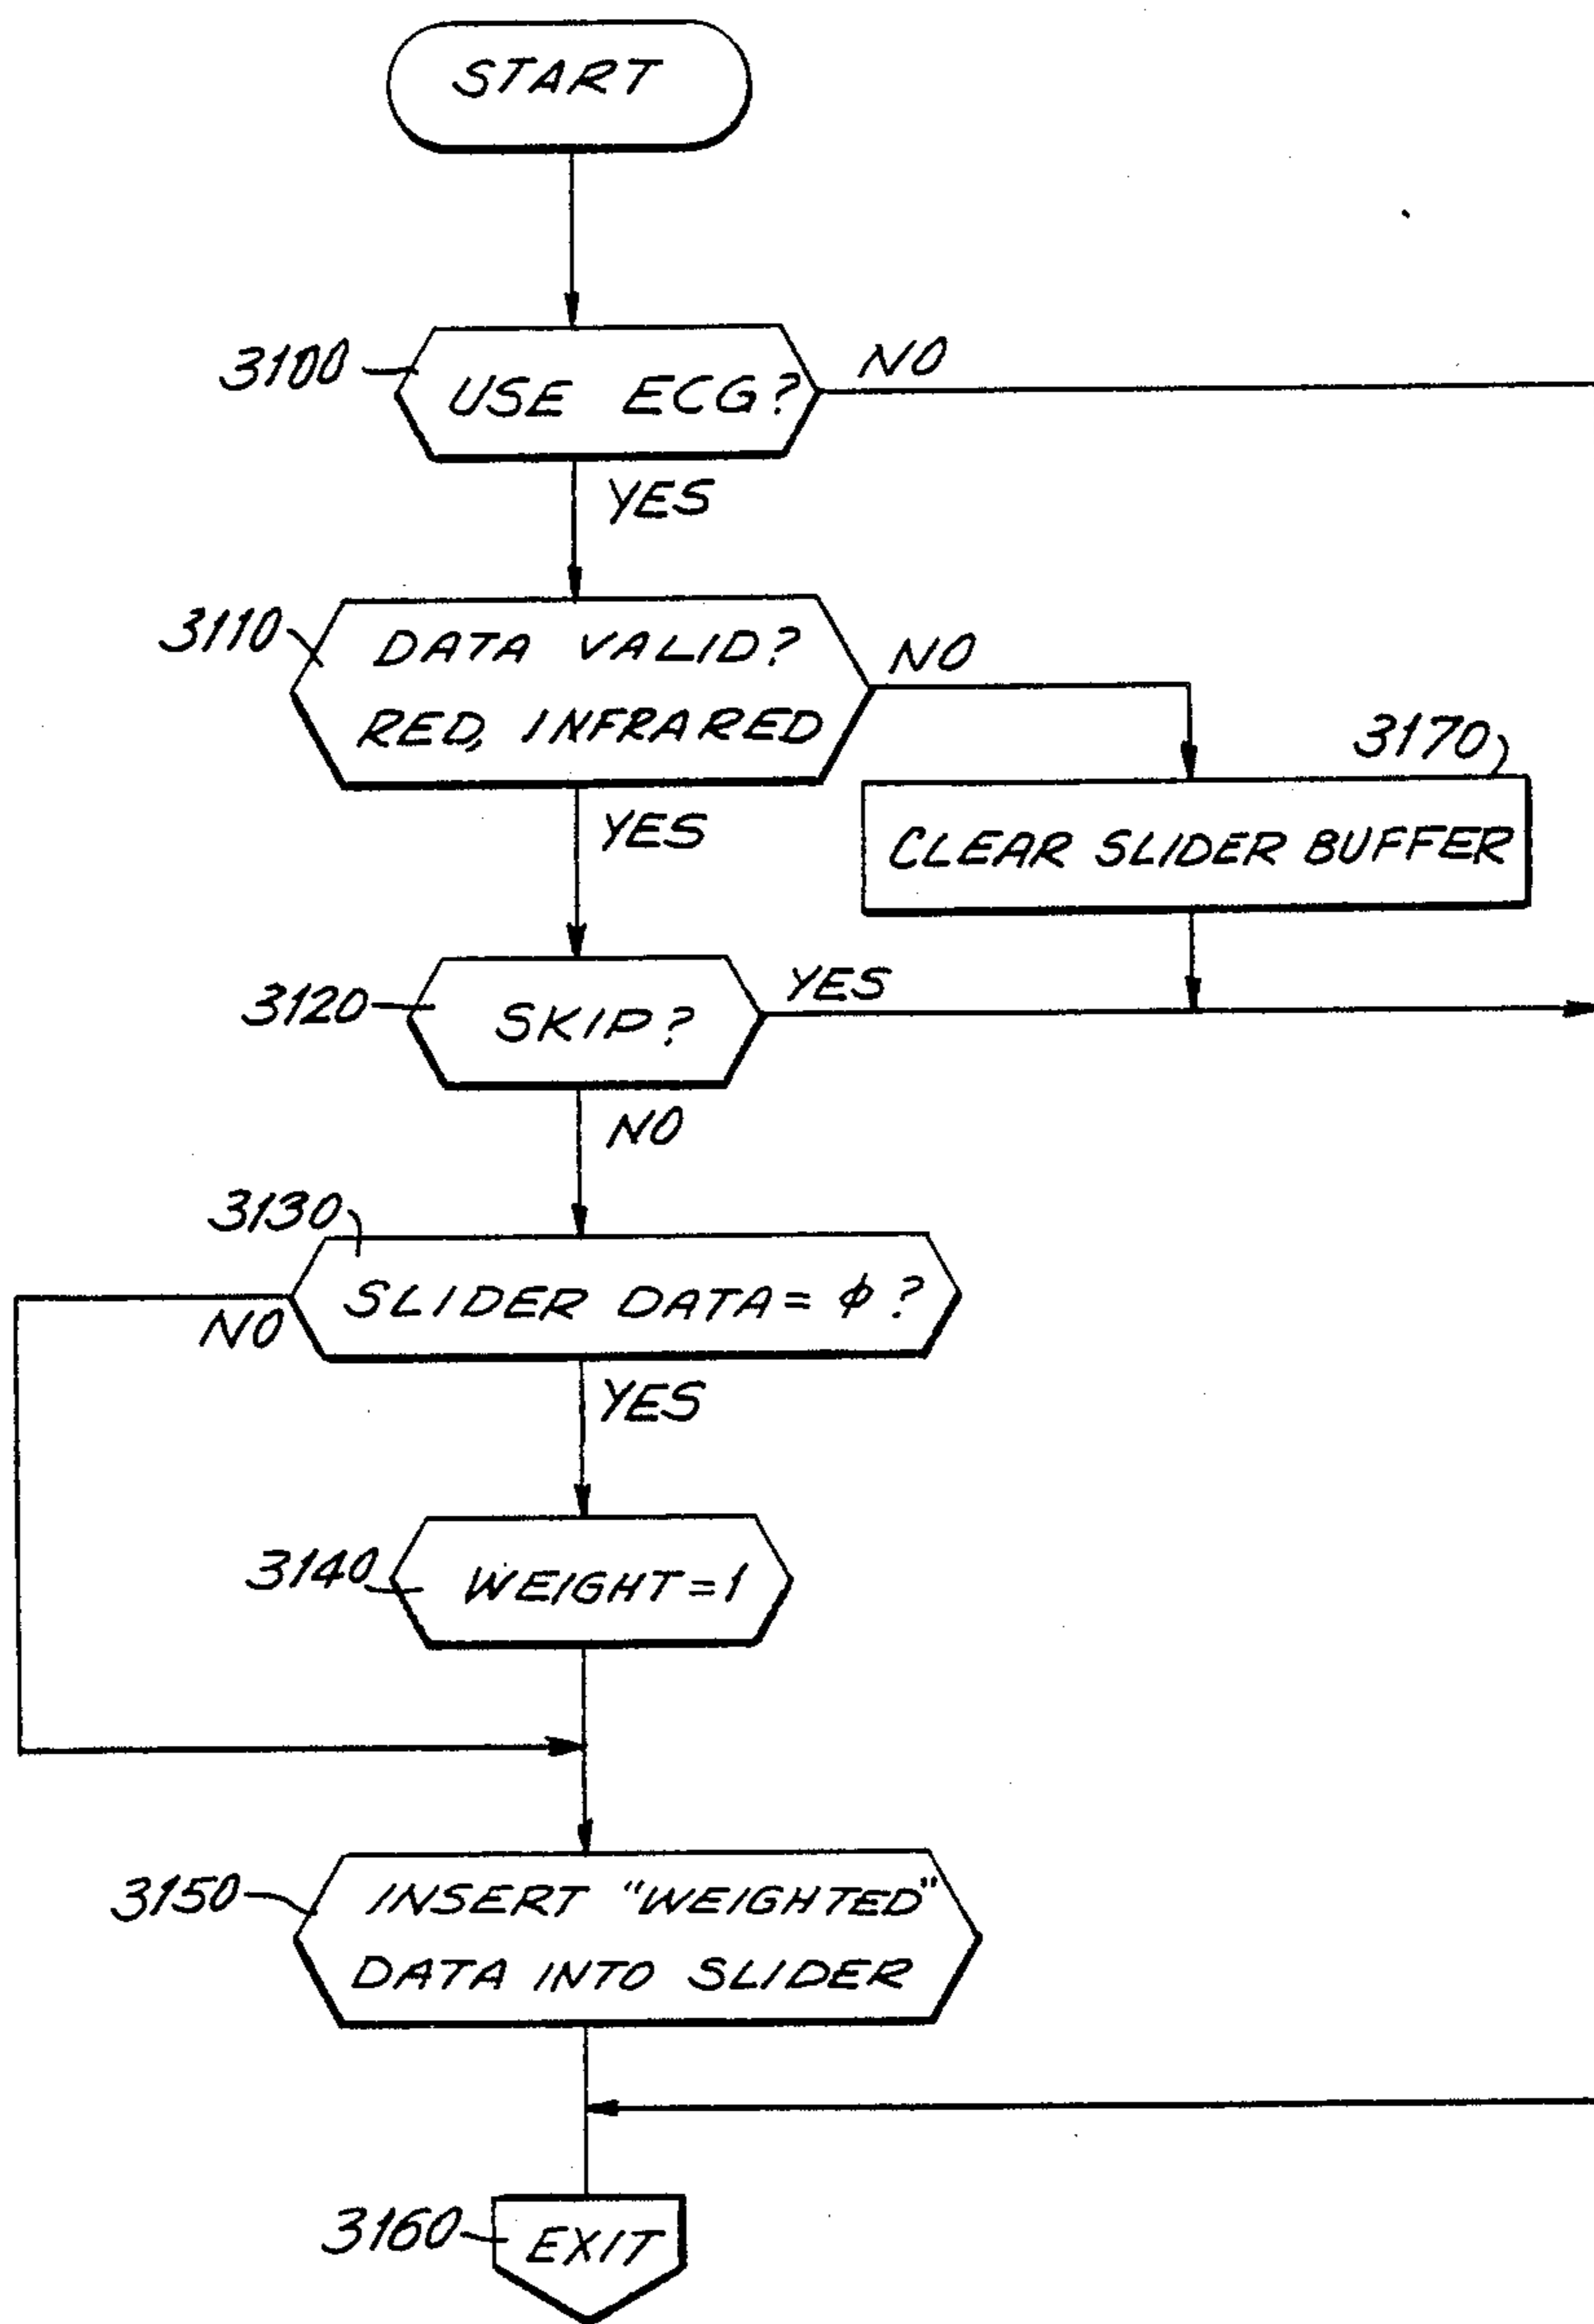 START
3100
USE ECG?
NO
YES
3110
DATA VALID?
RED, INFRARED
NO
3170
CLEAR SLIDER BUFFER
YES
3120
SKIP?
YES
NO
3130
SLIDER DATA = ϕ ?
NO
YES
3140
WEIGHT = 1
3150
INSERT "WEIGHTED"
DATA INTO SLIDER
3160
EXIT